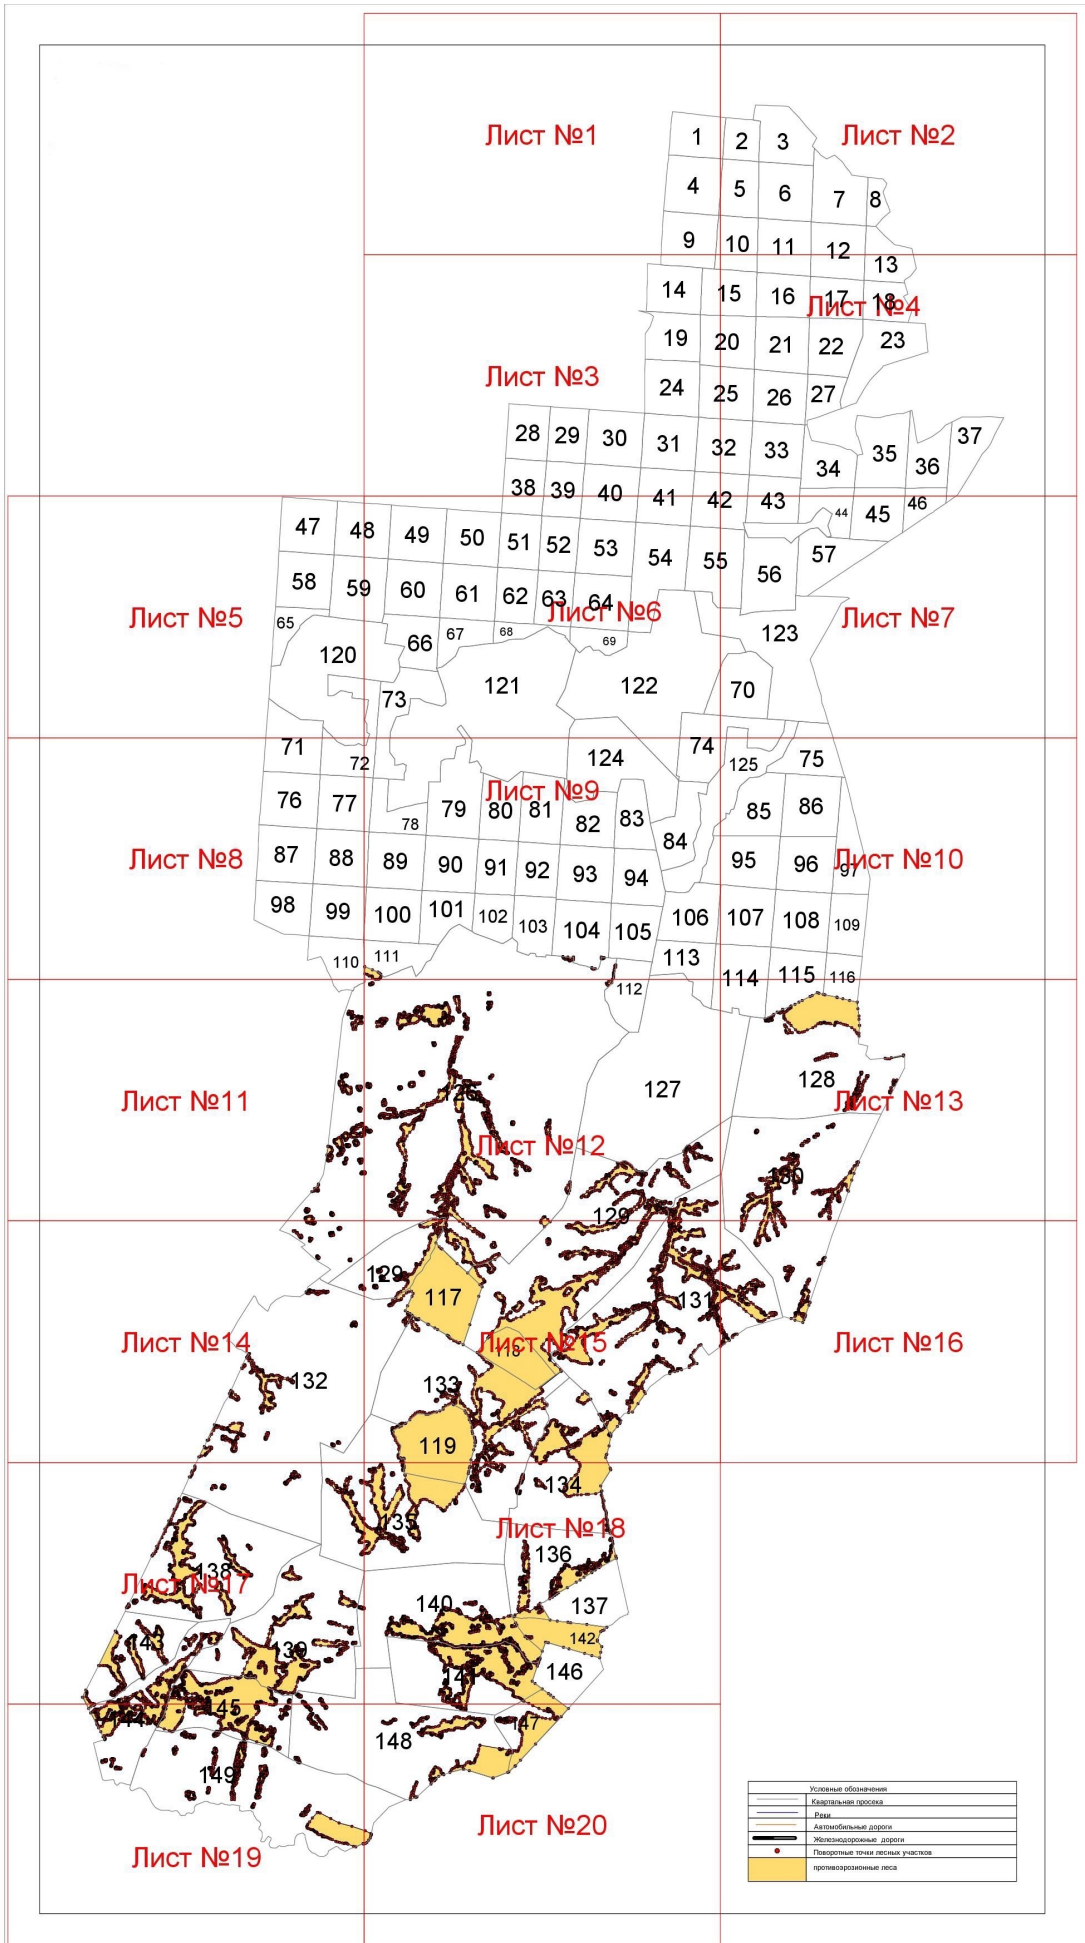 Лист №1
1 2 3
Лист №2
4 5 6 7 8
9 10 11 12 13
14 15 16 17 18
Лист №4
19 20 21 22 23
Лист №3
24 25 26 27
28 29 30 31 32 33 34 35 36 37
38 39 40 41 42 43 44 45 46
47 48 49 50 51 52 53 54 55 56 57
58 59 60 61 62 63 64
Лист №5
Лист №6
Лист №7
65 66 67 68 69 123
120 121 122 70
73
71 72 124 74 125 75
Лист №9
76 77 78 79 80 81 82 83 84 85 86
Лист №8
87 88 89 90 91 92 93 94 95 96 97
Лист №10
98 99 100 101 102 103 104 105 106 107 108 109
110 111 112 113 114 115 116
Лист №11
126 127 128
Лист №13
Лист №12
130
129
129 117 131
Лист №14
118
Лист №15
Лист №16
132 133
119
134
135
Лист №18
136
138
Лист №17
140 137
143 139 142
141 146
144 145 147
148
149
Лист №19
Лист №20
Условные обозначения
Квартальная просека
Реки
Автомобильные дороги
Железнодорожные дороги
Поворотные точки лесных участков
противоэрозионные леса